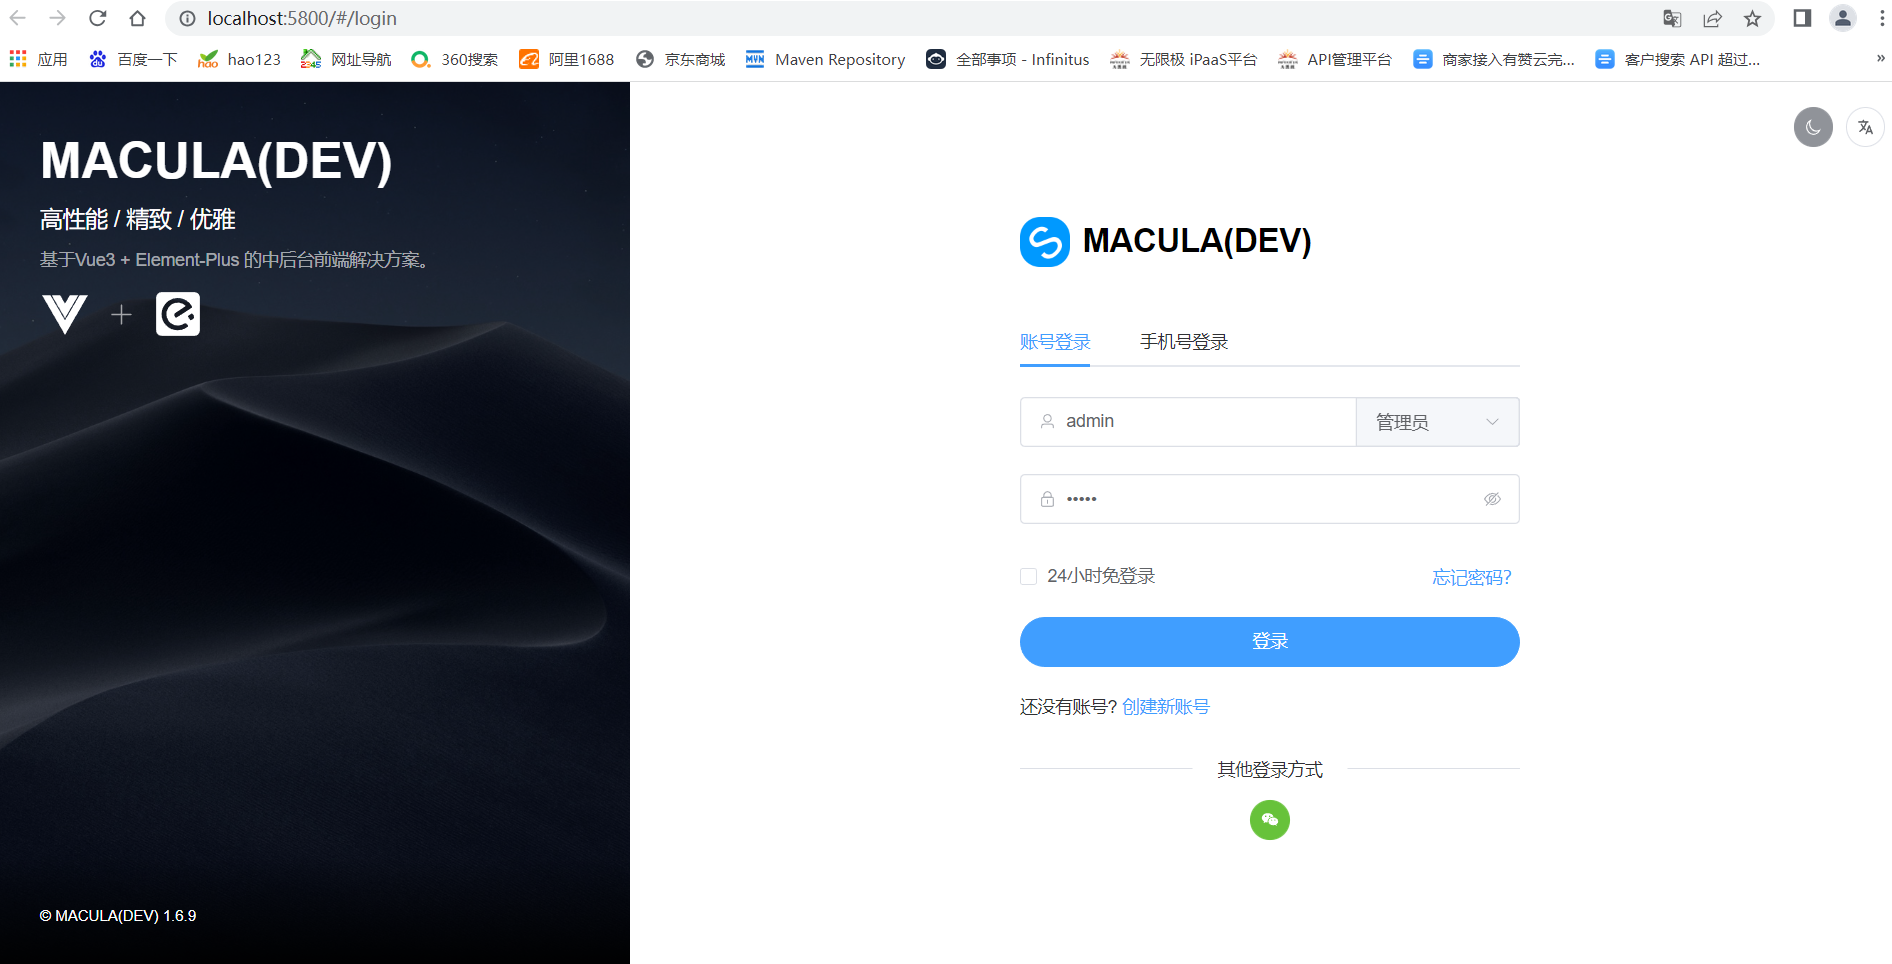 localhost:5800/#/login
应用 百度一下 hao123 网址导航 360搜索 阿里1688 京东商城 Maven Repository 全部事项 - Infinitus 无限极 iPaaS平台 API管理平台 商家接入有赞云完... 客户搜索 API 超过... »
MACULA(DEV)
高性能 / 精致 / 优雅
基于Vue3 + Element-Plus 的中后台前端解决方案。
© MACULA(DEV) 1.6.9
MACULA(DEV)
账号登录 手机号登录
admin 管理员
•••••
24小时免登录 忘记密码?
登录
还没有账号? 创建新账号
其他登录方式